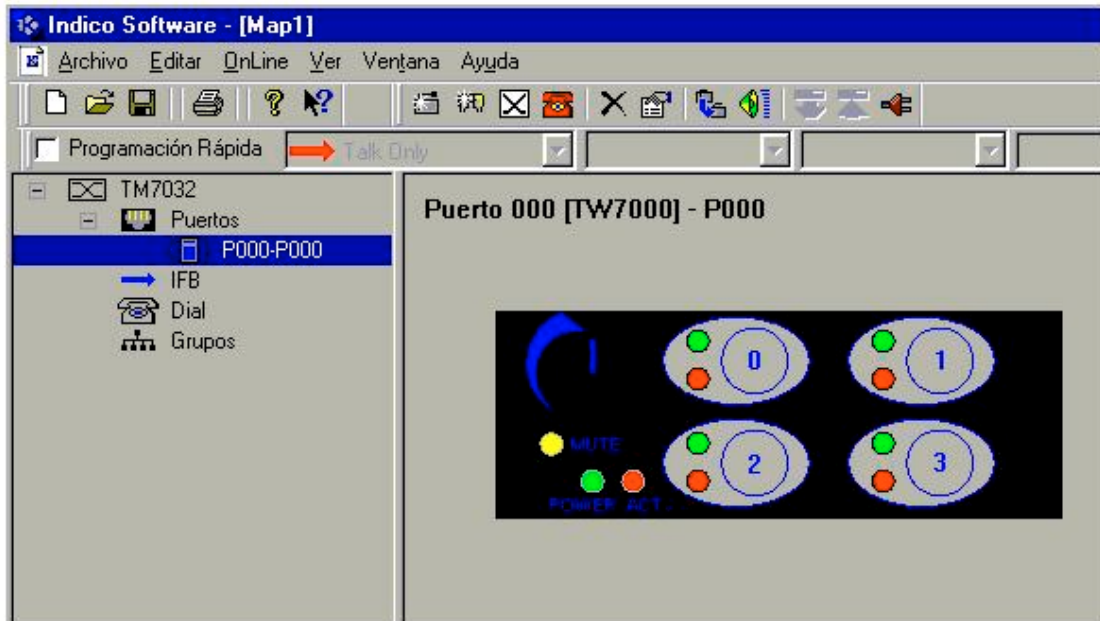 Indico Software - [Map1]
Archivo Editar OnLine Ver Ventana Ayuda
Programación Rápida Talk Only
TM7032
Puertos
P000-P000
IFB
Dial
Grupos
Puerto 000 [TW7000] - P000
0 1
MUTE
2 3
POWER ACT.